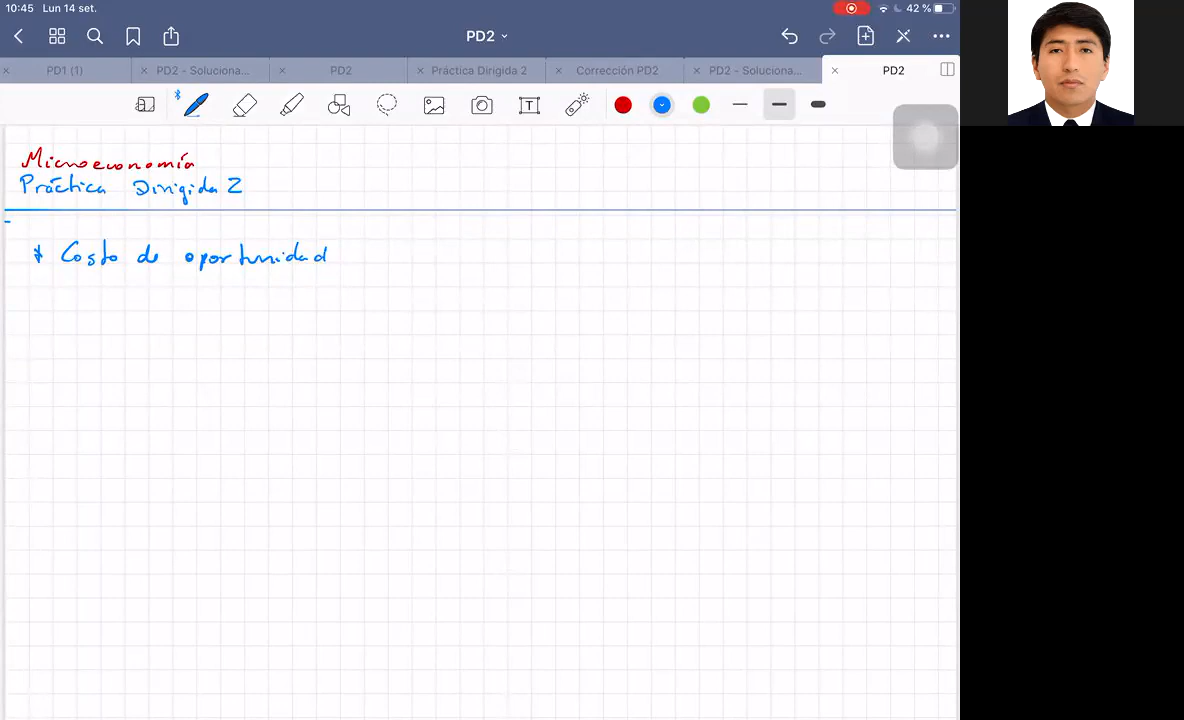 10:45 Lun 14 set. 42 %
PD2
PD1 (1) PD2 - Soluciona... PD2 Práctica Dirigida 2 Corrección PD2 PD2 - Soluciona... PD2
Microeconomía
Práctica Dirigida 2
* Costo de oportunidad